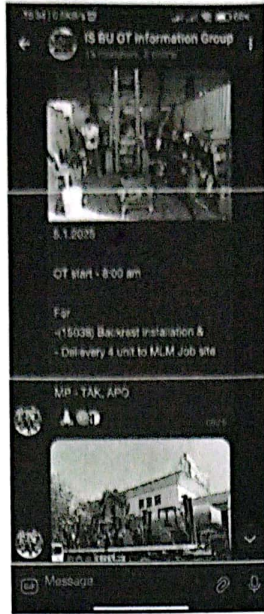 IS BU OT Information Group
5.1.2025
OT start - 8:00 am
For
-(15038) Backrest Installation &
- Delievery 4 unit to MLM Job site
MP - TAK, APO
Message